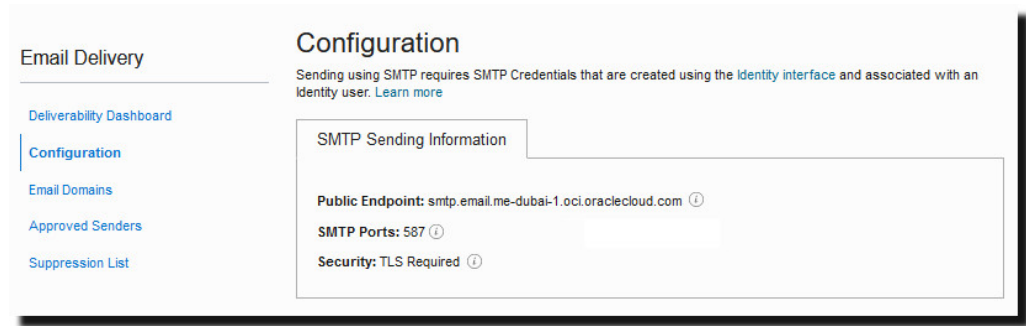 Email Delivery
Deliverability Dashboard
Configuration
Email Domains
Approved Senders
Suppression List
Configuration
Sending using SMTP requires SMTP Credentials that are created using the Identity interface and associated with an
Identity user. Learn more
SMTP Sending Information
Public Endpoint: smtp.email.me-dubai-1.oci.oraclecloud.com i
SMTP Ports: 587 i
Security: TLS Required i